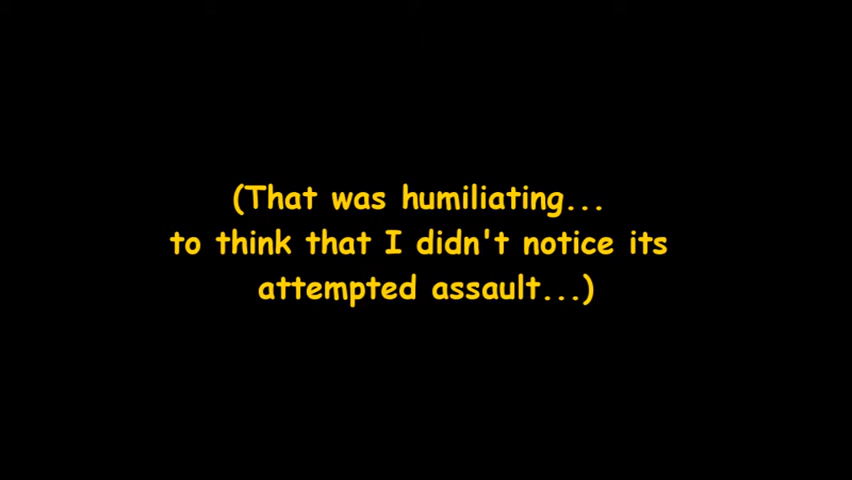 (That was humiliating...
to think that I didn't notice its
attempted assault...)